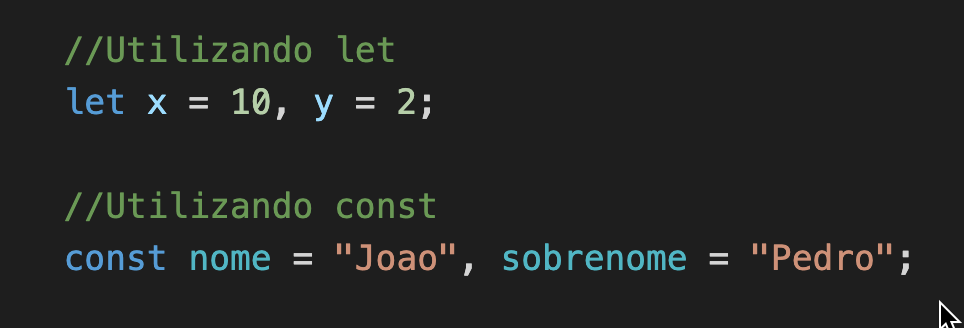 //Utilizando let
let x = 10, y = 2;
//Utilizando const
const nome = "Joao", sobrenome = "Pedro";